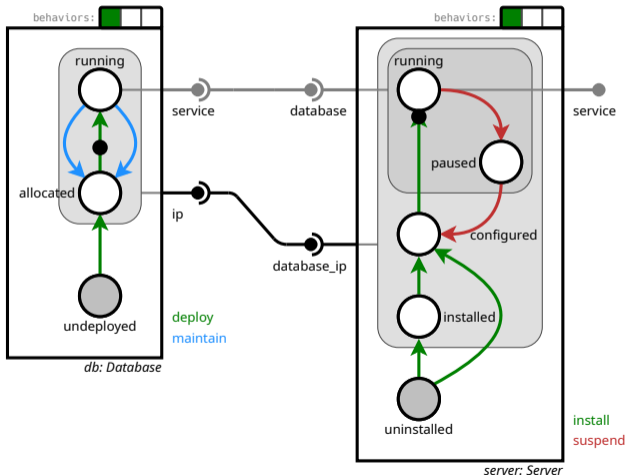 behaviors:
behaviors:
running
running
service
database
service
paused
allocated
ip
configured
database_ip
installed
undeployed
deploy
maintain
db: Database
install
uninstalled
suspend
server: Server